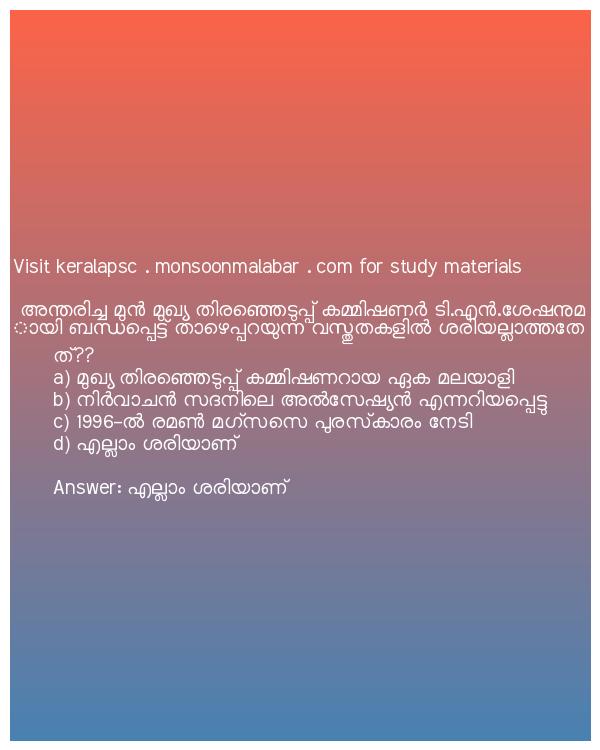 Visit keralapsc . monsoonmalabar . com for study materials
അന്തരിച്ച മുൻ മുഖ്യ തിരഞ്ഞെടുപ്പ് കമ്മിഷണർ ടി.എൻ.ശേഷനുമ
ായി ബന്ധപ്പെട്ട് താഴെപ്പറയുന്ന വസ്തുതകളിൽ ശരിയല്ലാത്തതേ
ത്??
a) മുഖ്യ തിരഞ്ഞെടുപ്പ് കമ്മിഷണറായ ഏക മലയാളി
b) നിർവാചൻ സദനിലെ അൽസേഷ്യൻ എന്നറിയപ്പെട്ടു
c) 1996-ൽ രമൺ മഗ്സസെ പുരസ്കാരം നേടി
d) എല്ലാം ശരിയാണ്
Answer: എല്ലാം ശരിയാണ്